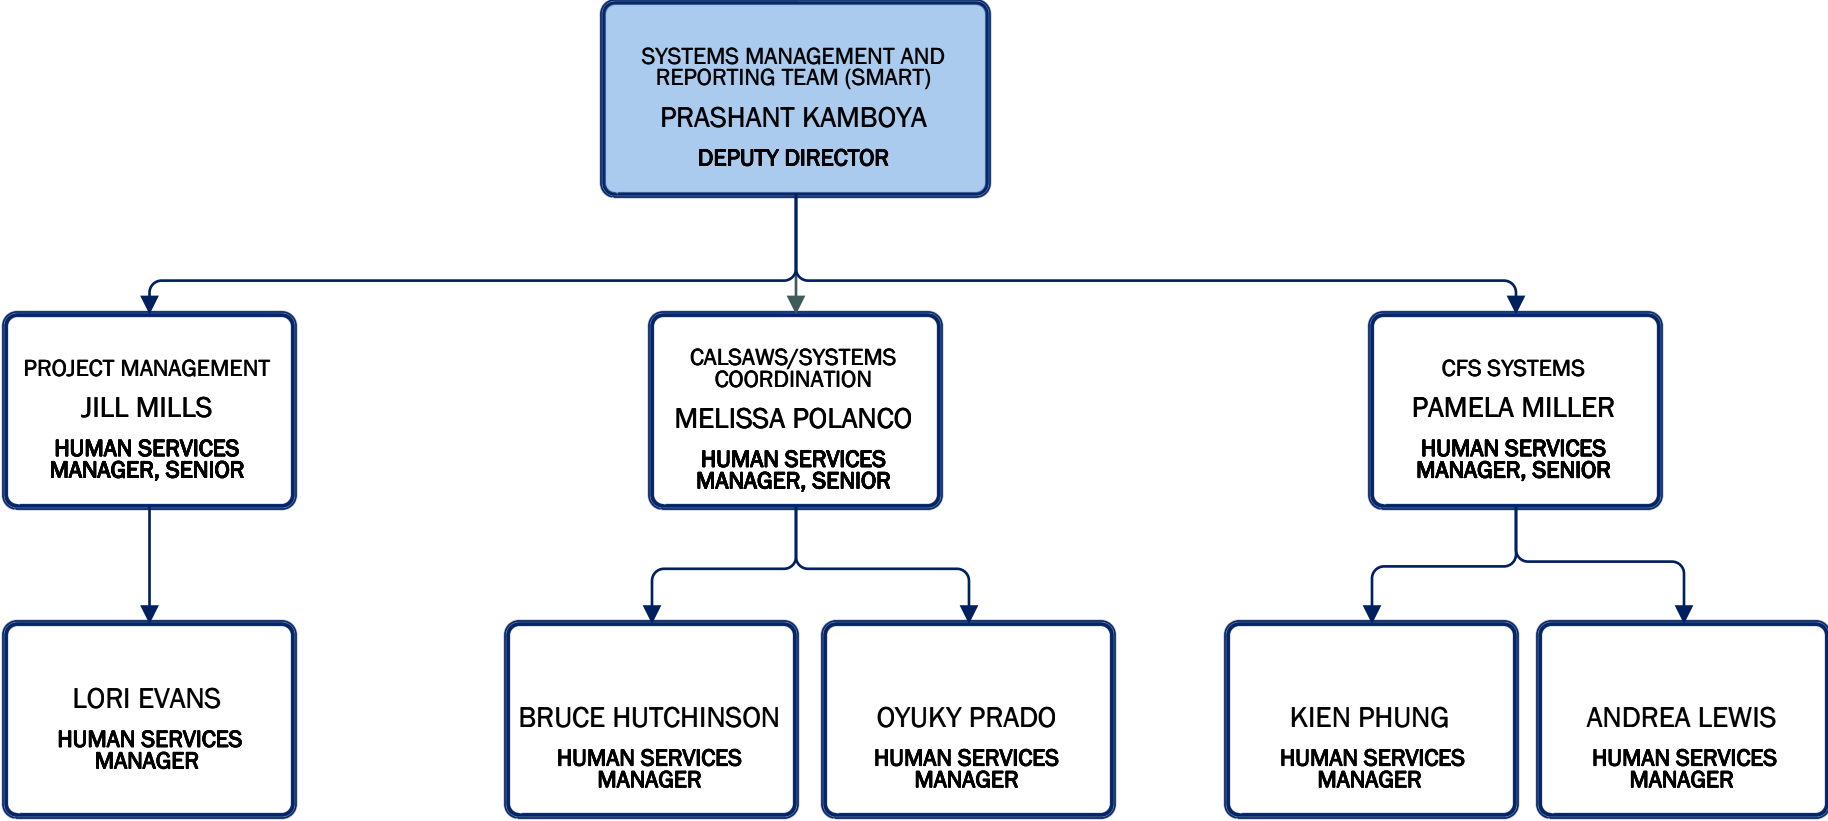 SYSTEMS MANAGEMENT AND
REPORTING TEAM (SMART)
PRASHANT KAMBOYA
DEPUTY DIRECTOR
PROJECT MANAGEMENT
JILL MILLS
HUMAN SERVICES
MANAGER, SENIOR
CALSAWS/SYSTEMS
COORDINATION
MELISSA POLANCO
HUMAN SERVICES
MANAGER, SENIOR
CFS SYSTEMS
PAMELA MILLER
HUMAN SERVICES
MANAGER, SENIOR
LORI EVANS
HUMAN SERVICES
MANAGER
BRUCE HUTCHINSON
HUMAN SERVICES
MANAGER
OYUKY PRADO
HUMAN SERVICES
MANAGER
KIEN PHUNG
HUMAN SERVICES
MANAGER
ANDREA LEWIS
HUMAN SERVICES
MANAGER